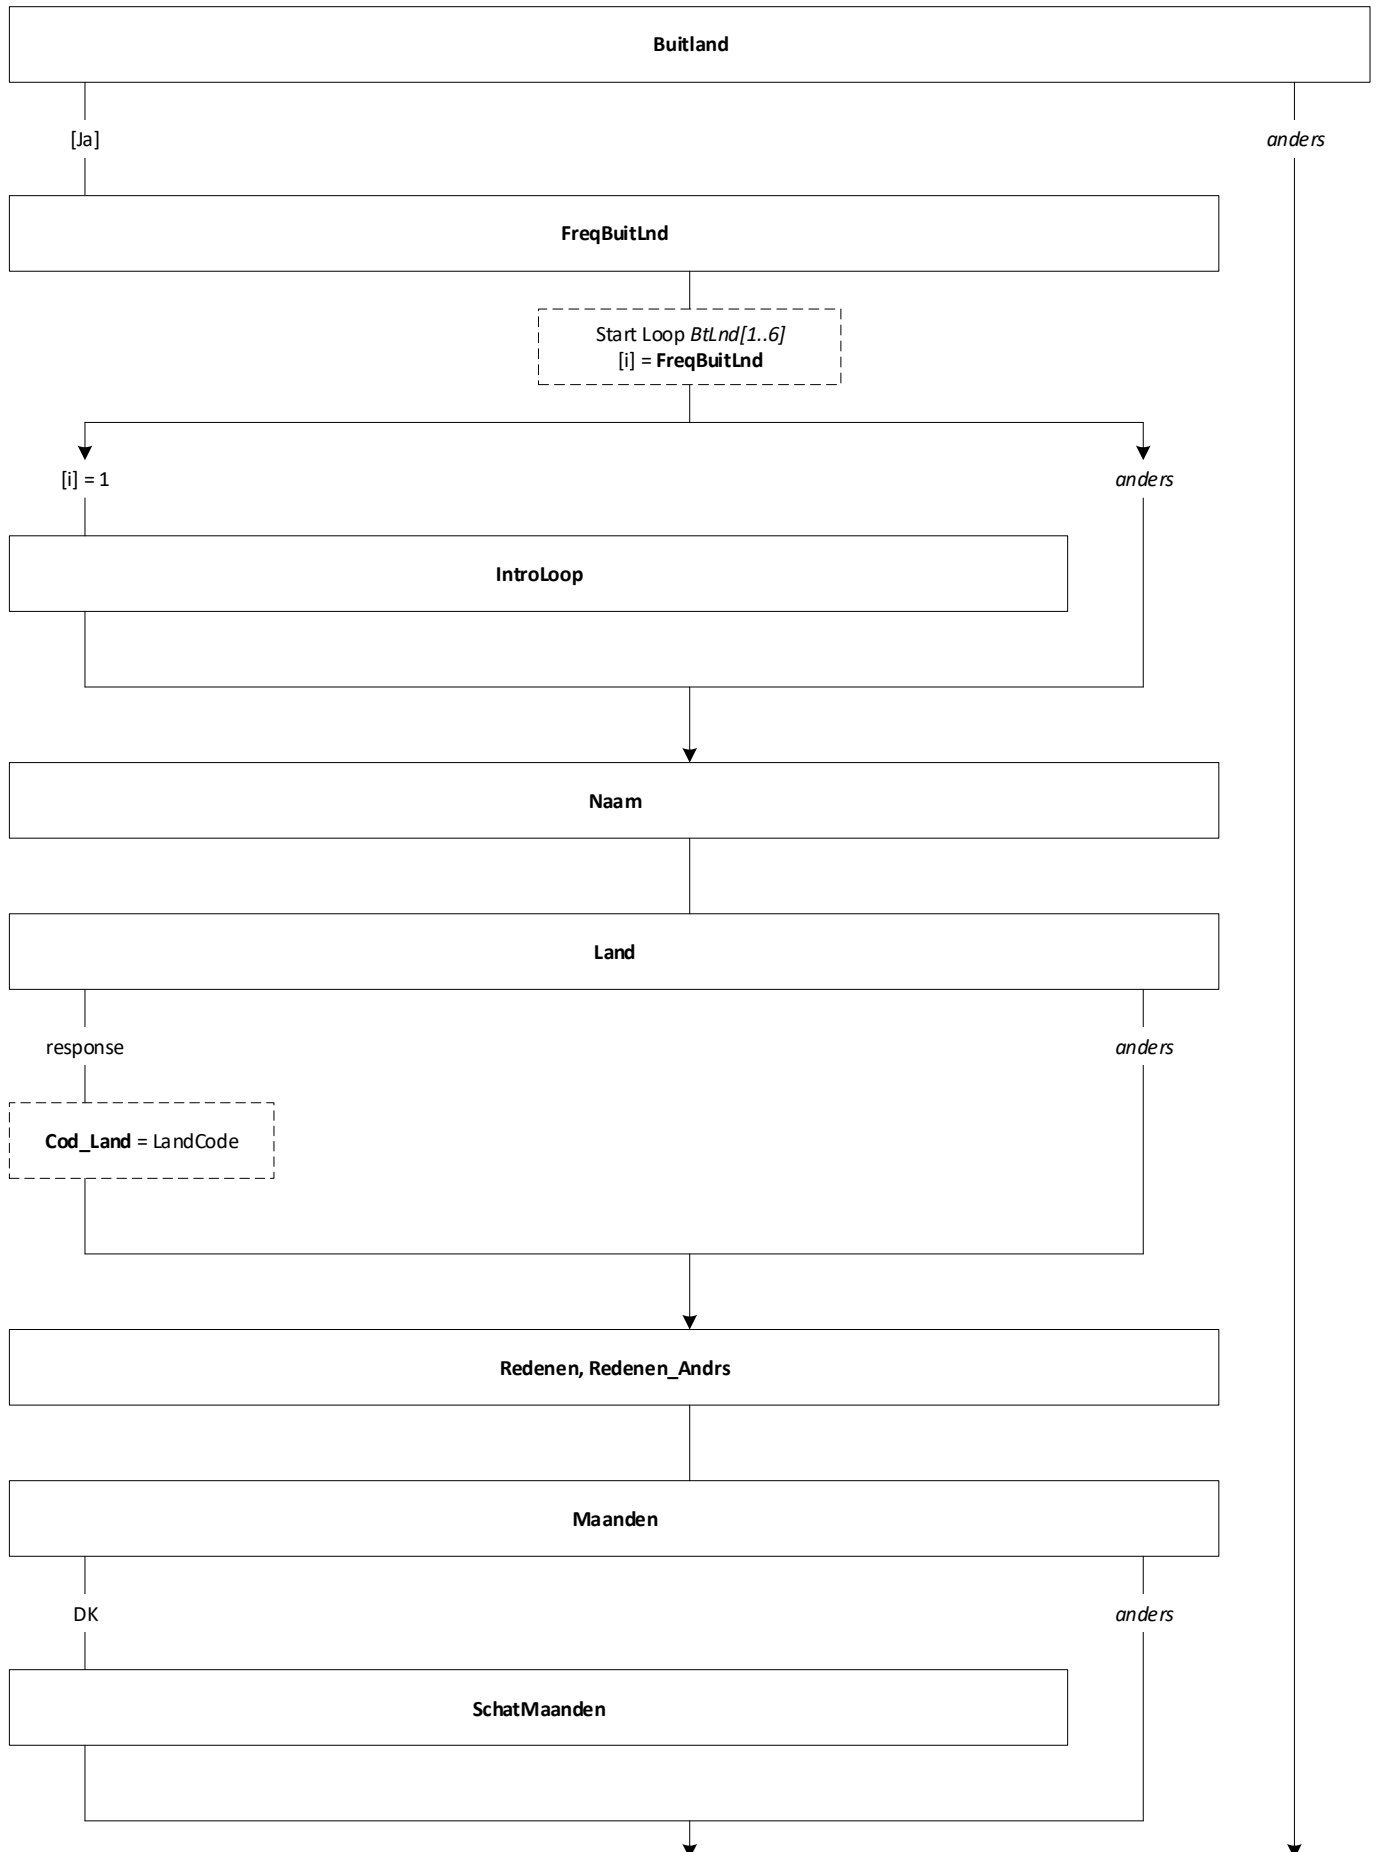 Buitland
[Ja]
anders
FreqBuitLnd
Start Loop BtLnd[1..6]
[i] = FreqBuitLnd
[i] = 1
anders
IntroLoop
Naam
Land
response
anders
Cod_Land = LandCode
Redenen, Redenen_Andrs
Maanden
DK
anders
SchatMaanden